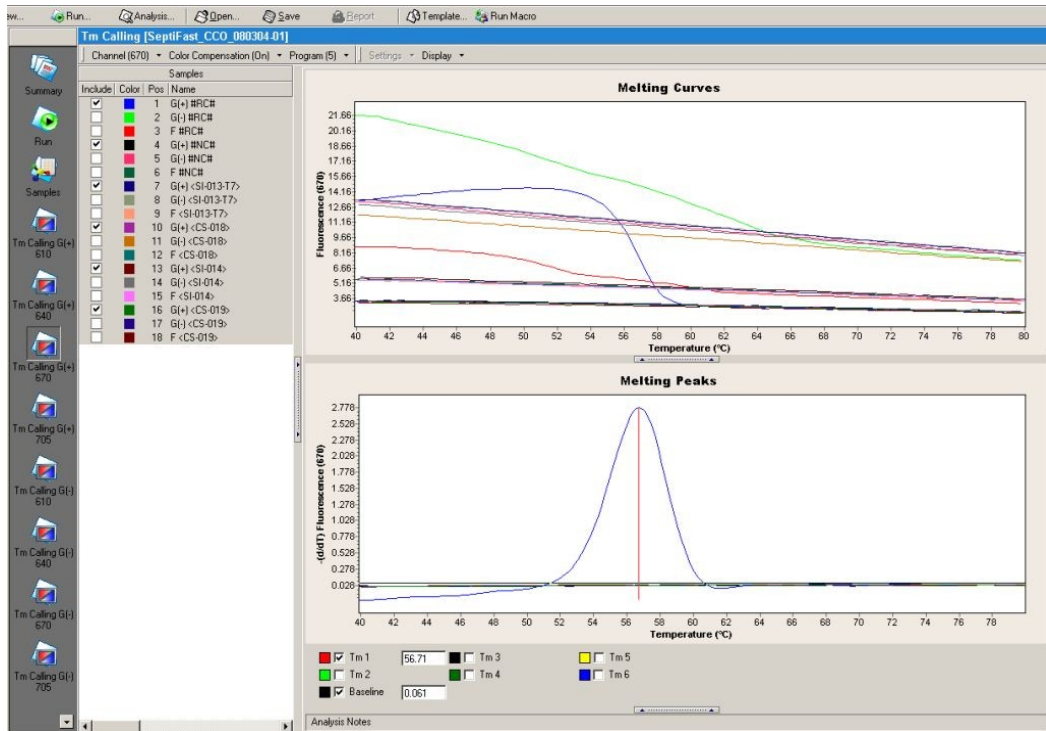 ew... Run... Analysis... Open... Save Report Template... Run Macro
Tm Calling [SeptiFast_CCO_080304-01]
Channel (670) Color Compensation (On) Program (5) Settings Display
Summary
Run
Samples
Tm Calling G(+)
610
Tm Calling G(+)
640
Tm Calling G(+)
670
Tm Calling G(+)
705
Tm Calling G(-)
610
Tm Calling G(-)
640
Tm Calling G(-)
670
Tm Calling G(-)
705
Samples
Include Color Pos Name
1 G(+) #RC#
2 G(-) #RC#
3 F #RC#
4 G(+) #NC#
5 G(-) #NC#
6 F #NC#
7 G(+) <SI-013-T7>
8 G(-) <SI-013-T7>
9 F <SI-013-T7>
10 G(+) <CS-018>
11 G(-) <CS-018>
12 F <CS-018>
13 G(+) <SI-014>
14 G(-) <SI-014>
15 F <SI-014>
16 G(+) <CS-019>
17 G(-) <CS-019>
18 F <CS-019>
Melting Curves
Fluorescence (670)
21.66
20.16
18.66
17.16
15.66
14.16
12.66
11.16
9.66
8.16
6.66
5.16
3.66
40 42 44 46 48 50 52 54 56 58 60 62 64 66 68 70 72 74 76 78 80
Temperature (°C)
Melting Peaks
-(d/dT) Fluorescence (670)
2.778
2.528
2.278
2.028
1.778
1.528
1.278
1.028
0.778
0.528
0.278
0.028
40 42 44 46 48 50 52 54 56 58 60 62 64 66 68 70 72 74 76 78
Temperature (°C)
Tm 1 56.71 Tm 3 Tm 5
Tm 2 Tm 4 Tm 6
Baseline 0.061
Analysis Notes